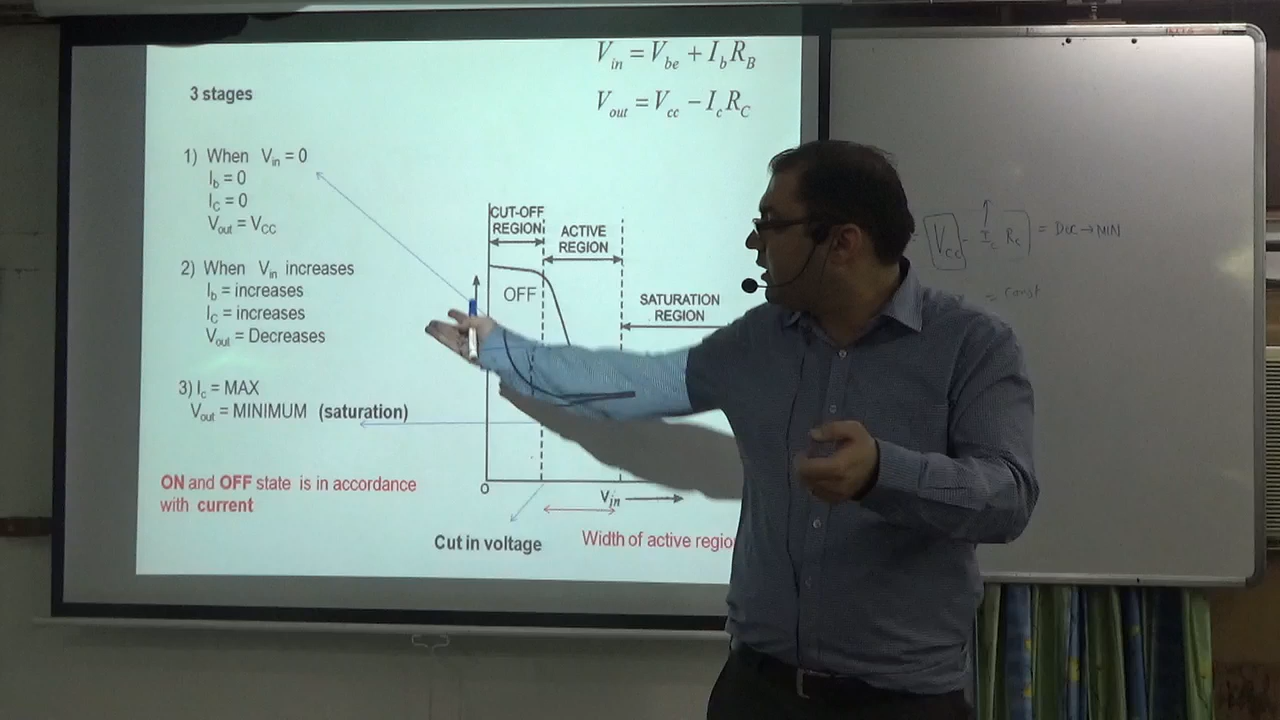 V_in = V_be + I_b R_B
V_out = V_cc − I_c R_C
3 stages
1) When V_in = 0
I_b = 0
I_C = 0
V_out = V_CC
2) When V_in increases
I_b = increases
I_C = increases
V_out = Decreases
3) I_c = MAX
V_out = MINIMUM (saturation)
ON and OFF state is in accordance
with current
CUT-OFF
REGION
ACTIVE
REGION
OFF
SATURATION
REGION
O
V_in
Cut in voltage
Width of active regio
V_cc - I_c R_c = DEC → MIN
= const